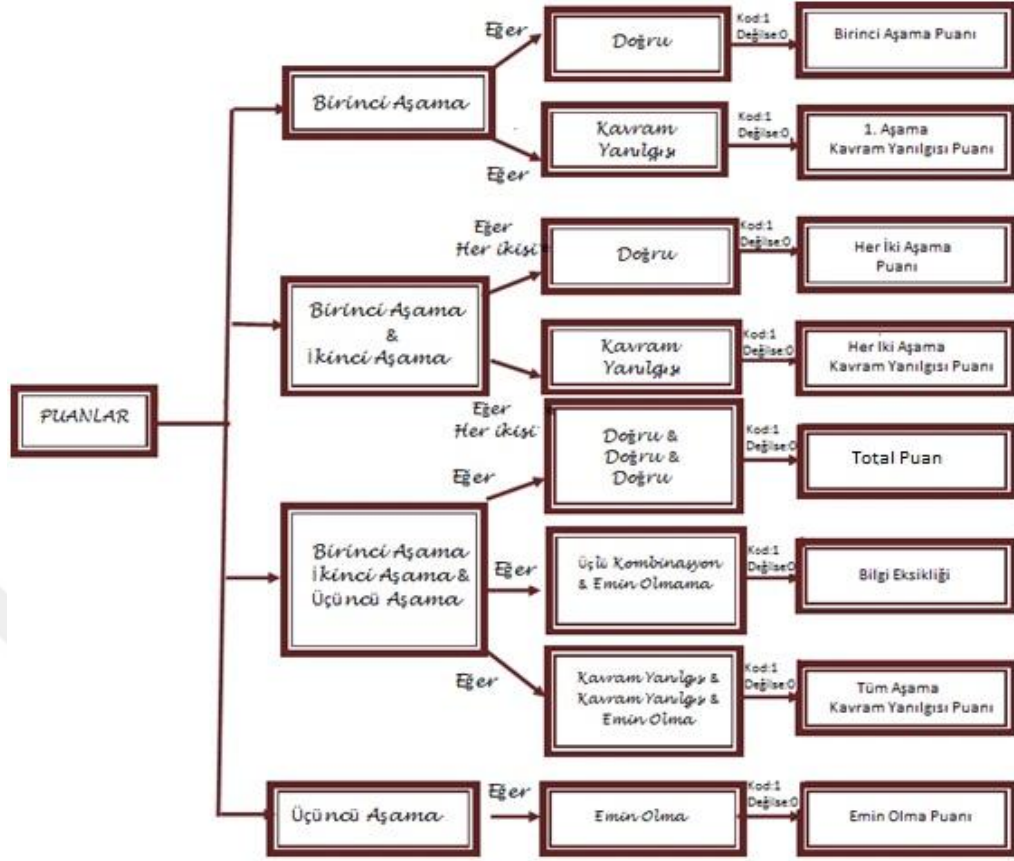 PUANLAR
Birinci Aşama
Eğer
Doğru
Kod:1
Değilse:0
Birinci Aşama Puanı
Eğer
Kavram
Yanılgısı
Kod:1
Değilse:0
1. Aşama
Kavram Yanılgısı Puanı
Birinci Aşama
&
İkinci Aşama
Eğer
Her ikisi
Doğru
Kod:1
Değilse:0
Her İki Aşama
Puanı
Eğer
Her ikisi
Kavram
Yanılgısı
Kod:1
Değilse:0
Her Iki Aşama
Kavram Yanılgısı Puanı
Birinci Aşama
İkinci Aşama &
Üçüncü Aşama
Eğer
Doğru &
Doğru &
Doğru
Kod:1
Değilse:0
Total Puan
Eğer
Üçlü Kombinasyon
& Emin Olmama
Kod:1
Değilse:0
Bilgi Eksikliği
Eğer
Kavram Yanılgısı &
Kavram Yanılgısı &
Emin Olma
Kod:1
Değilse:0
Tüm Aşama
Kavram Yanılgısı Puanı
Üçüncü Aşama
Eğer
Emin Olma
Kod:1
Değilse:0
Emin Olma Puanı